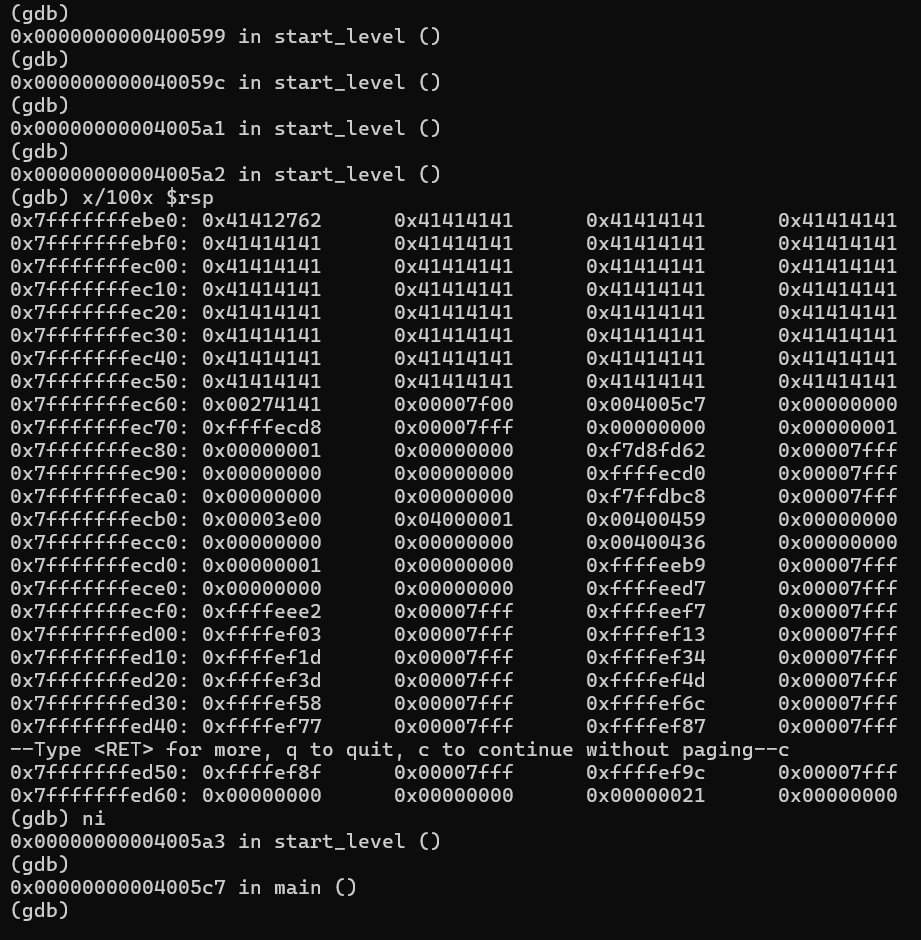 (gdb)
0x0000000000400599 in start_level ()
(gdb)
0x000000000040059c in start_level ()
(gdb)
0x00000000004005a1 in start_level ()
(gdb)
0x00000000004005a2 in start_level ()
(gdb) x/100x $rsp
0x7fffffffebe0: 0x41412762 0x41414141 0x41414141 0x41414141
0x7fffffffebf0: 0x41414141 0x41414141 0x41414141 0x41414141
0x7fffffffec00: 0x41414141 0x41414141 0x41414141 0x41414141
0x7fffffffec10: 0x41414141 0x41414141 0x41414141 0x41414141
0x7fffffffec20: 0x41414141 0x41414141 0x41414141 0x41414141
0x7fffffffec30: 0x41414141 0x41414141 0x41414141 0x41414141
0x7fffffffec40: 0x41414141 0x41414141 0x41414141 0x41414141
0x7fffffffec50: 0x41414141 0x41414141 0x41414141 0x41414141
0x7fffffffec60: 0x00274141 0x00007f00 0x004005c7 0x00000000
0x7fffffffec70: 0xffffecd8 0x00007fff 0x00000000 0x00000001
0x7fffffffec80: 0x00000001 0x00000000 0xf7d8fd62 0x00007fff
0x7fffffffec90: 0x00000000 0x00000000 0xffffecd0 0x00007fff
0x7fffffffeca0: 0x00000000 0x00000000 0xf7ffdbc8 0x00007fff
0x7fffffffecb0: 0x00003e00 0x04000001 0x00400459 0x00000000
0x7fffffffecc0: 0x00000000 0x00000000 0x00400436 0x00000000
0x7fffffffecd0: 0x00000001 0x00000000 0xffffeeb9 0x00007fff
0x7fffffffece0: 0x00000000 0x00000000 0xffffeed7 0x00007fff
0x7fffffffecf0: 0xffffeee2 0x00007fff 0xffffeef7 0x00007fff
0x7fffffffed00: 0xffffef03 0x00007fff 0xffffef13 0x00007fff
0x7fffffffed10: 0xffffef1d 0x00007fff 0xffffef34 0x00007fff
0x7fffffffed20: 0xffffef3d 0x00007fff 0xffffef4d 0x00007fff
0x7fffffffed30: 0xffffef58 0x00007fff 0xffffef6c 0x00007fff
0x7fffffffed40: 0xffffef77 0x00007fff 0xffffef87 0x00007fff
--Type <RET> for more, q to quit, c to continue without paging--c
0x7fffffffed50: 0xffffef8f 0x00007fff 0xffffef9c 0x00007fff
0x7fffffffed60: 0x00000000 0x00000000 0x00000021 0x00000000
(gdb) ni
0x00000000004005a3 in start_level ()
(gdb)
0x00000000004005c7 in main ()
(gdb)